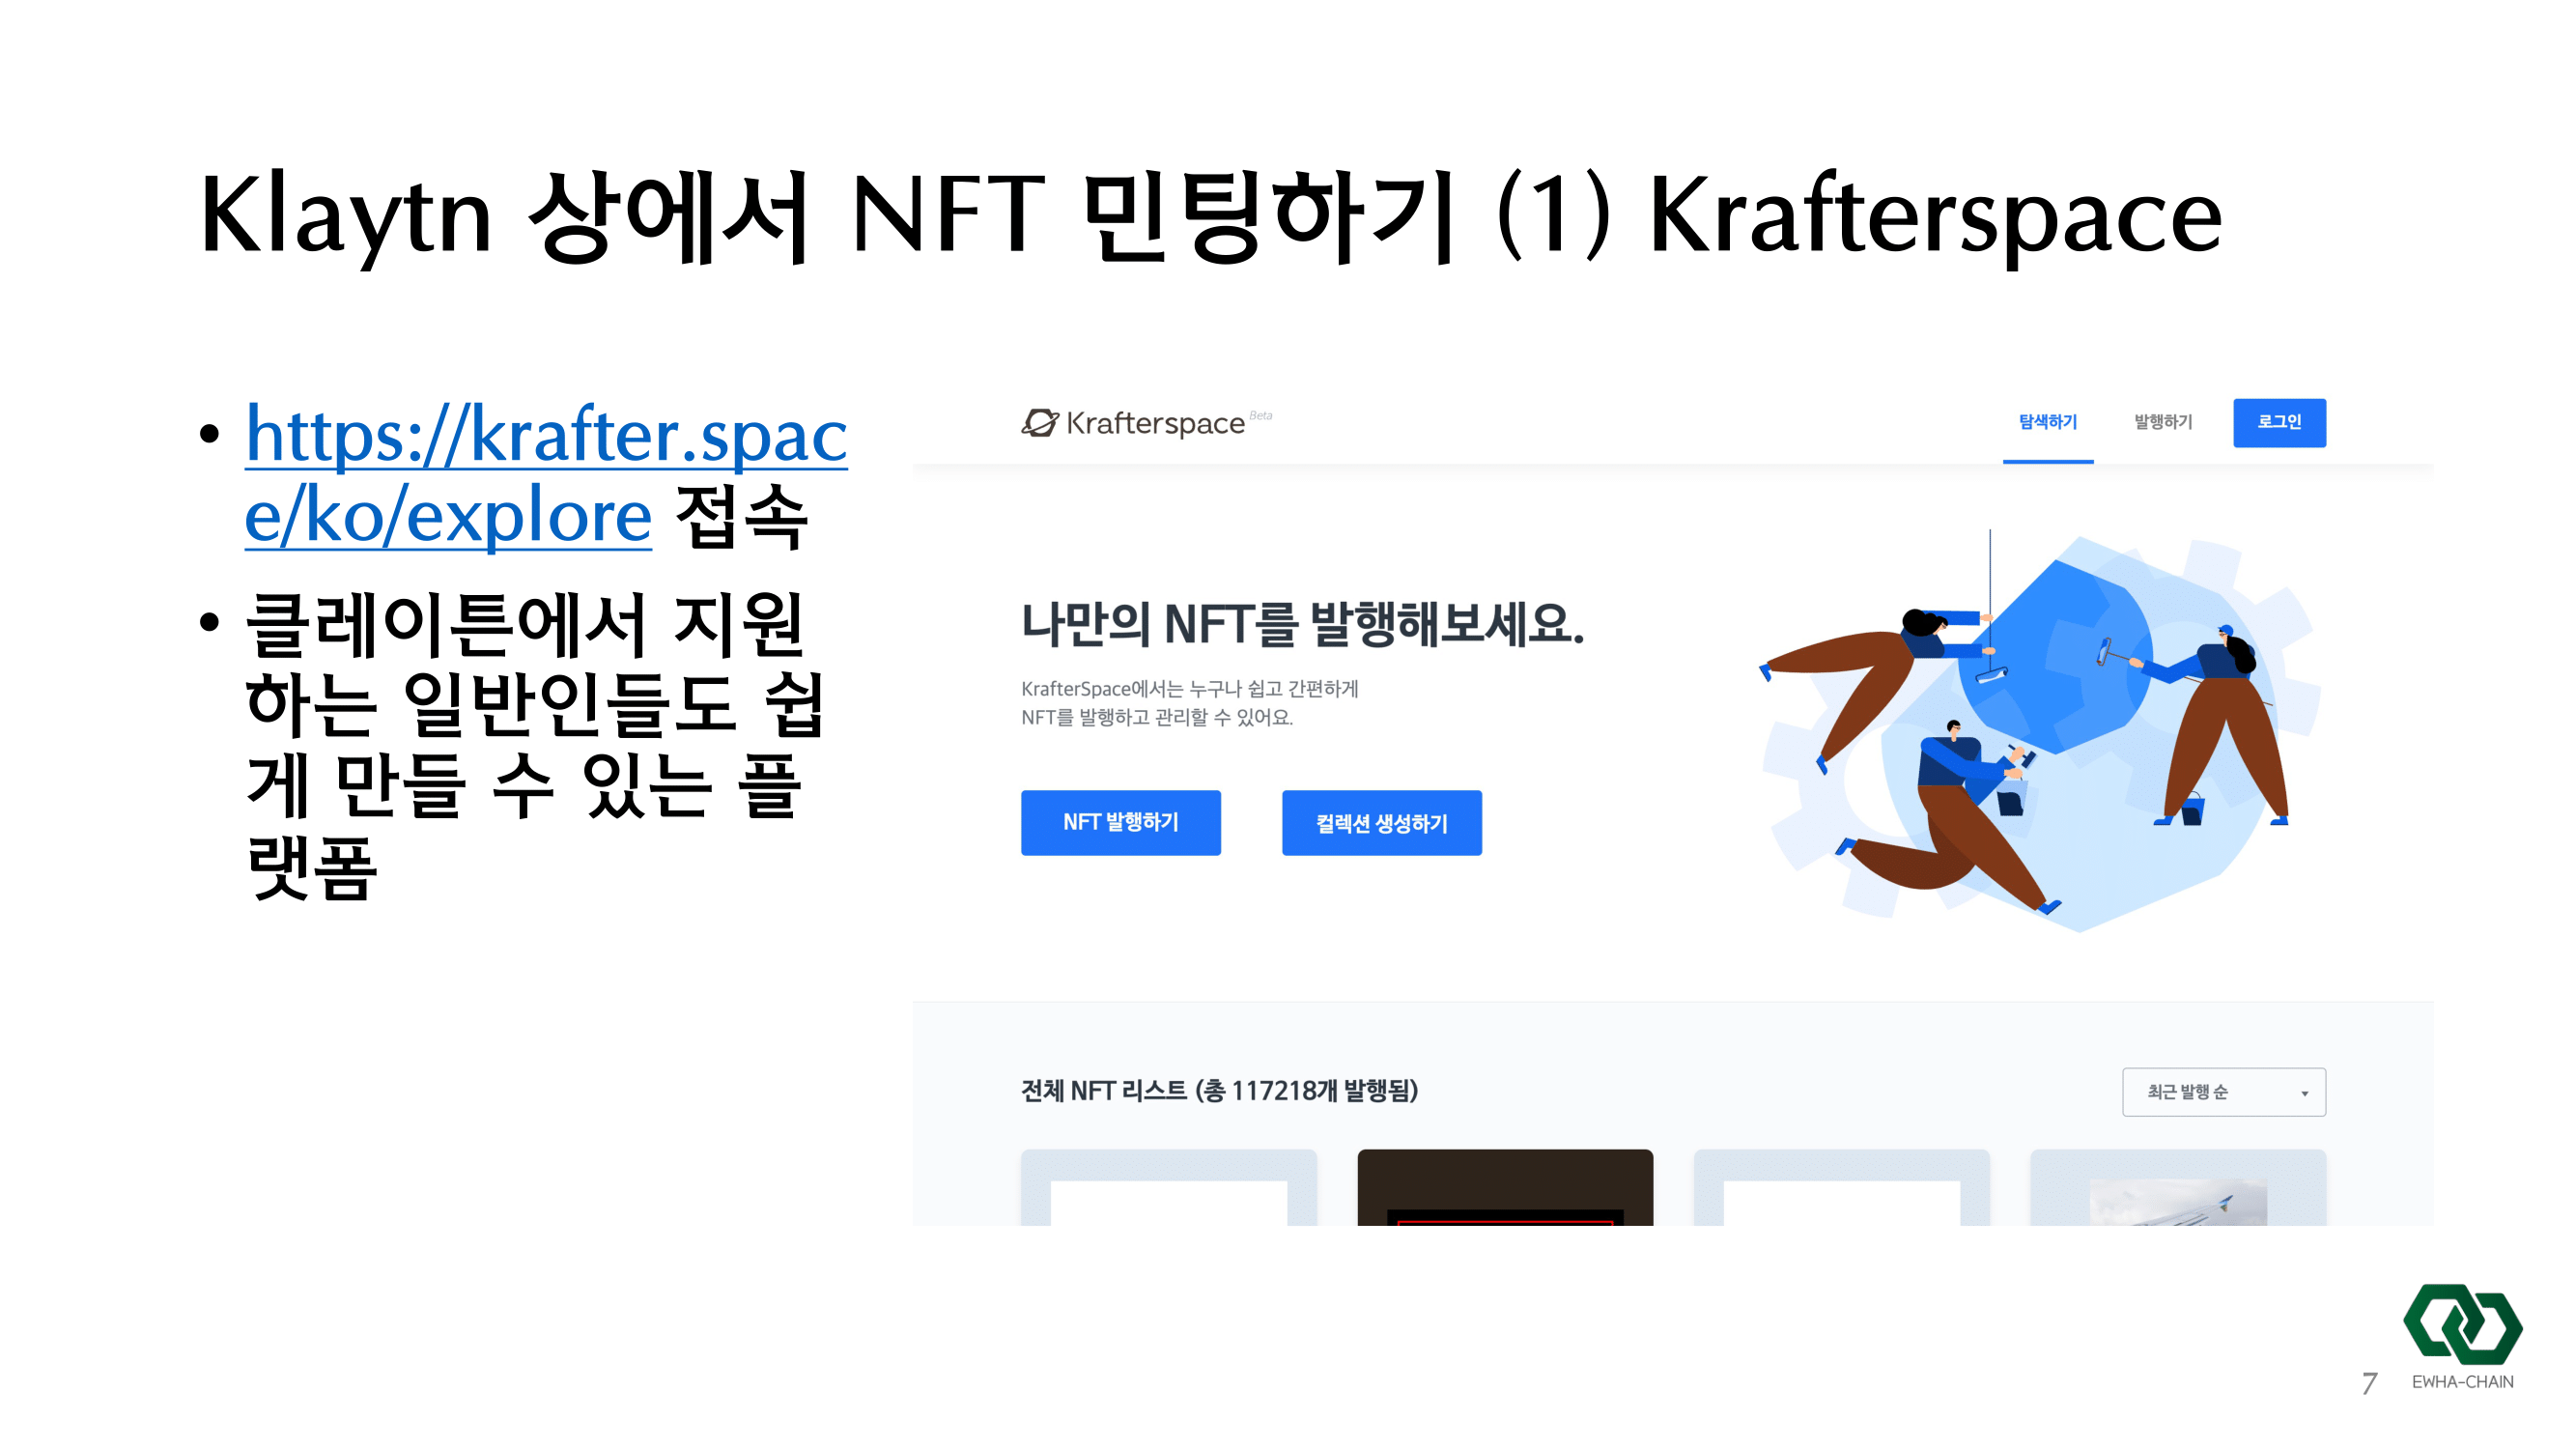 Klaytn 상에서 NFT 민팅하기 (1) Krafterspace
• https://krafter.spac
e/ko/explore 접속
• 클레이튼에서 지원
하는 일반인들도 쉽
게 만들 수 있는 플
랫폼
Krafterspace Beta
탐색하기 발행하기 로그인
나만의 NFT를 발행해보세요.
KrafterSpace에서는 누구나 쉽고 간편하게
NFT를 발행하고 관리할 수 있어요.
NFT 발행하기 컬렉션 생성하기
전체 NFT 리스트 (총 117218개 발행됨)
최근 발행 순
7
EWHA-CHAIN